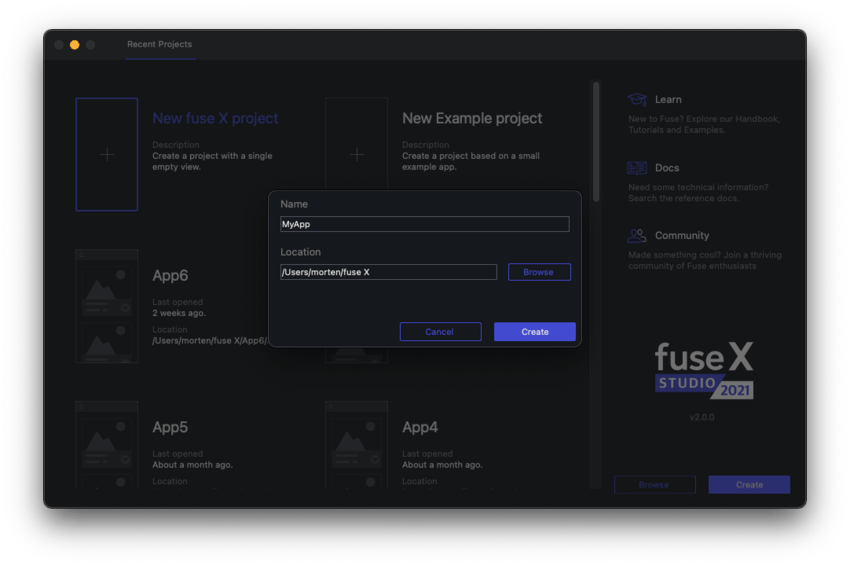 Recent Projects
New fuse X project
Description
Create a project with a single
empty view.
New Example project
Description
Create a project based on a small
example app.
Name
MyApp
Location
/Users/morten/fuse X
Browse
Cancel
Create
App6
Last opened
2 weeks ago.
Location
/Users/morten/fuse X/App6/
App5
Last opened
About a month ago.
Location
App4
Last opened
About a month ago.
Location
Learn
New to Fuse? Explore our Handbook,
Tutorials and Examples.
Docs
Need some technical information?
Search the reference docs.
Community
Made something cool? Join a thriving
community of Fuse enthusiasts
fuse X
STUDIO
2021
v2.0.0
Browse
Create